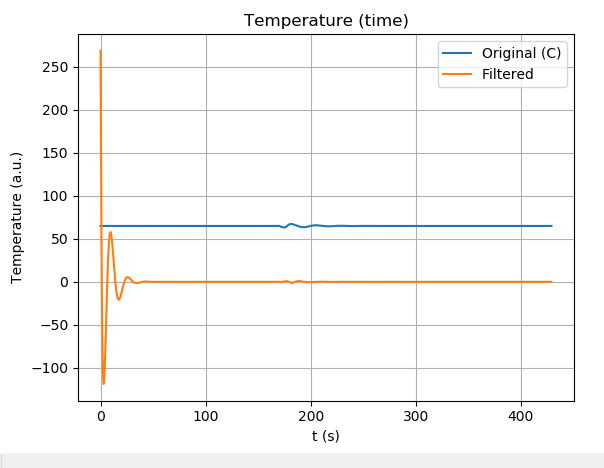 Temperature (time)
Original (C)
Filtered
Temperature (a.u.)
250
200
150
100
50
0
−50
−100
0
100
200
300
400
t (s)